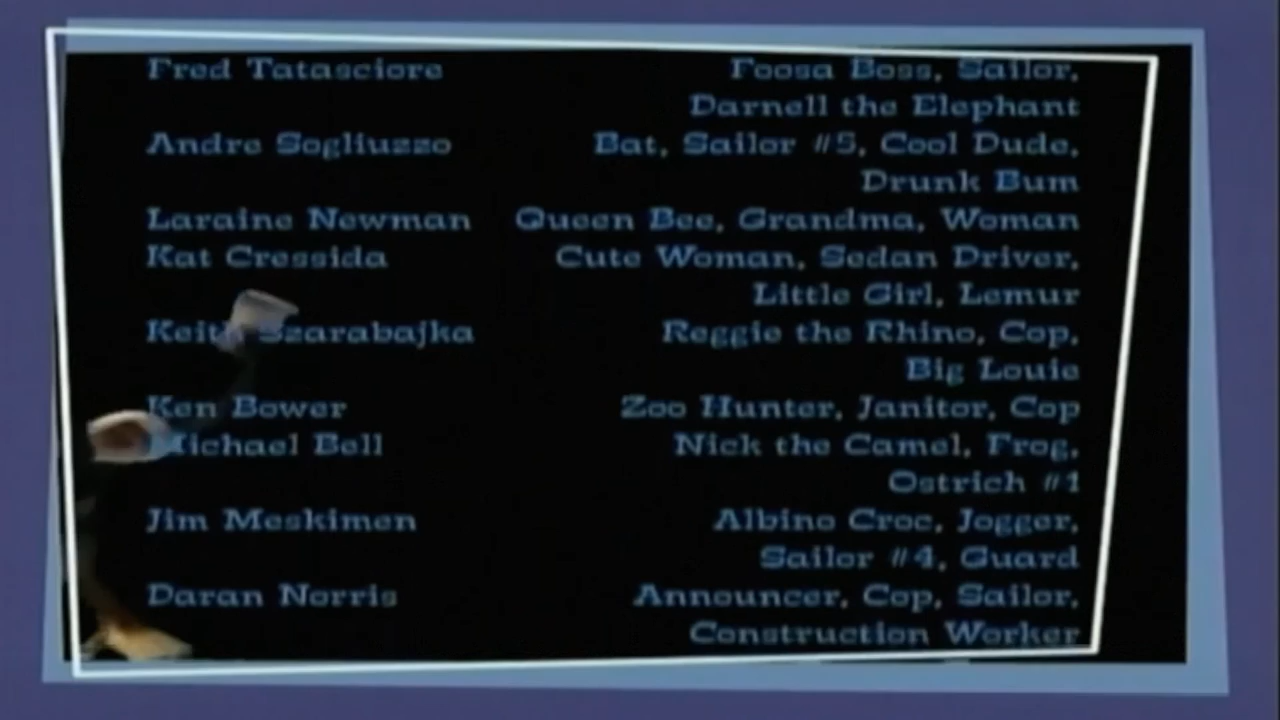 Fred Tatasciore Foosa Boss, Sailor,
Darnell the Elephant
Andre Sogliuzzo Bat, Sailor #5, Cool Dude,
Drunk Bum
Laraine Newman Queen Bee, Grandma, Woman
Kat Cressida Cute Woman, Sedan Driver,
Little Girl, Lemur
Keith Szarabajka Reggie the Rhino, Cop,
Big Louie
Ken Bower Zoo Hunter, Janitor, Cop
Michael Bell Nick the Camel, Frog,
Ostrich #1
Jim Meskimen Albino Croc, Jogger,
Sailor #4, Guard
Daran Norris Announcer, Cop, Sailor,
Construction Worker